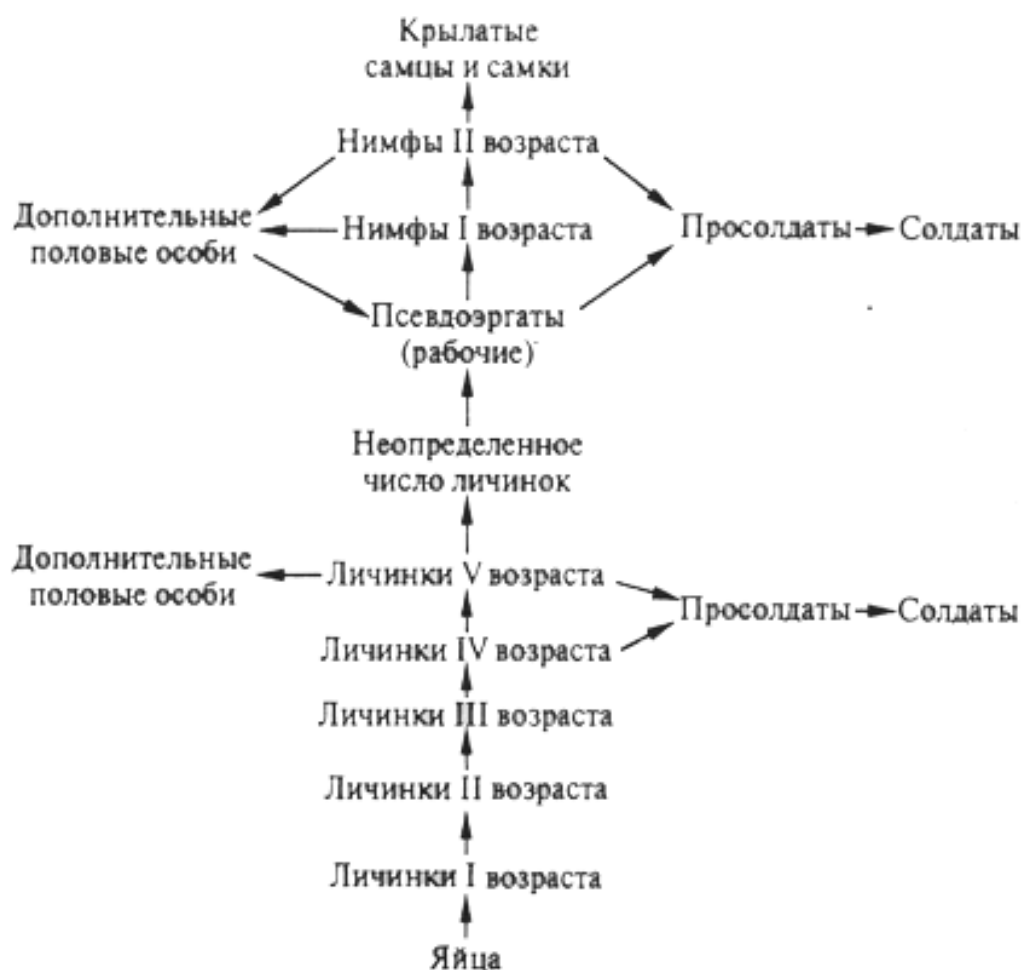 Крылатые
самцы и самки
Нимфы II возраста
Дополнительные
половые особи
Нимфы I возраста
Просолдаты
Солдаты
Псевдоэргаты
(рабочие)
Неопределенное
число личинок
Дополнительные
половые особи
Личинки V возраста
Просолдаты
Солдаты
Личинки IV возраста
Личинки III возраста
Личинки II возраста
Личинки I возраста
Яйца